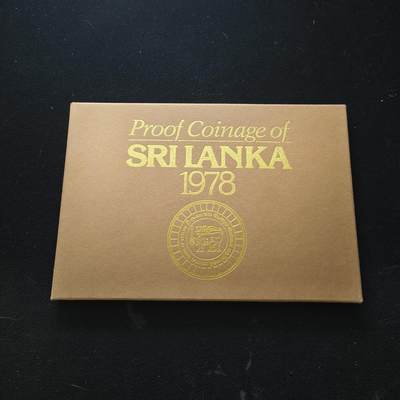 Proof Coinage of
SRI LANKA
1978